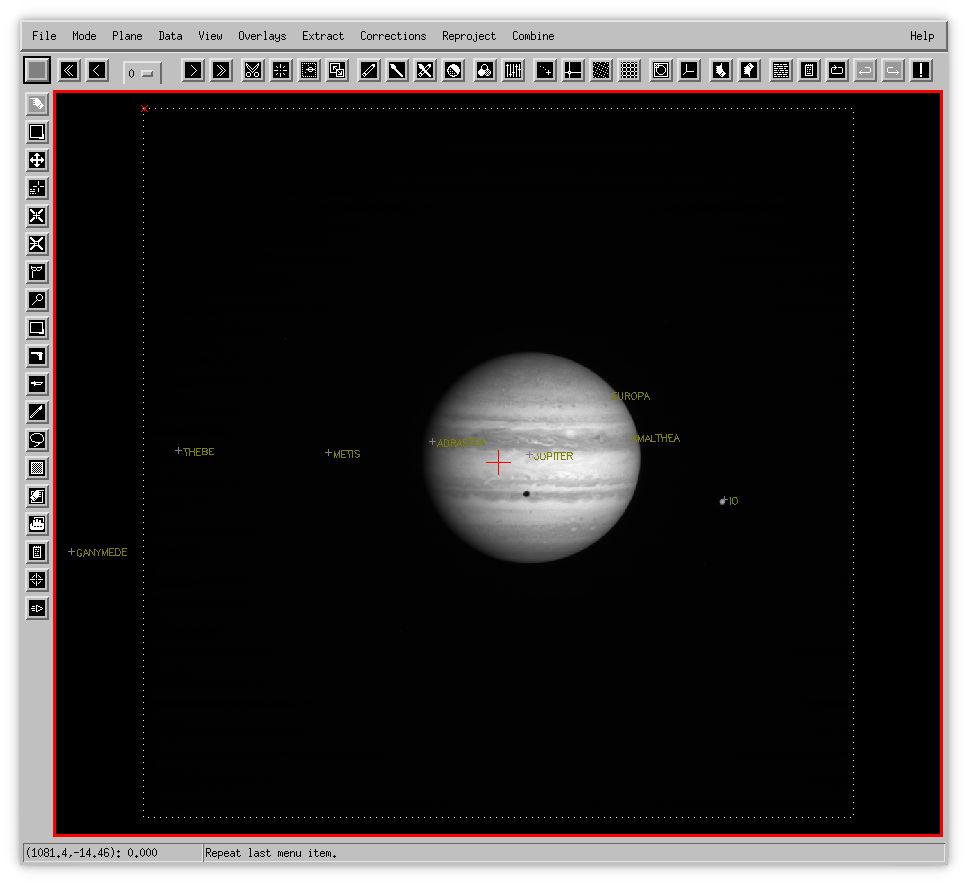 File Mode Plane Data View Overlays Extract Corrections Reproject Combine Help
0
EUROPA
AMALTHEA
ADRASTEA
THEBE
METIS
JUPITER
IO
GANYMEDE
(1081.4,-14.46): 0.000 Repeat last menu item.